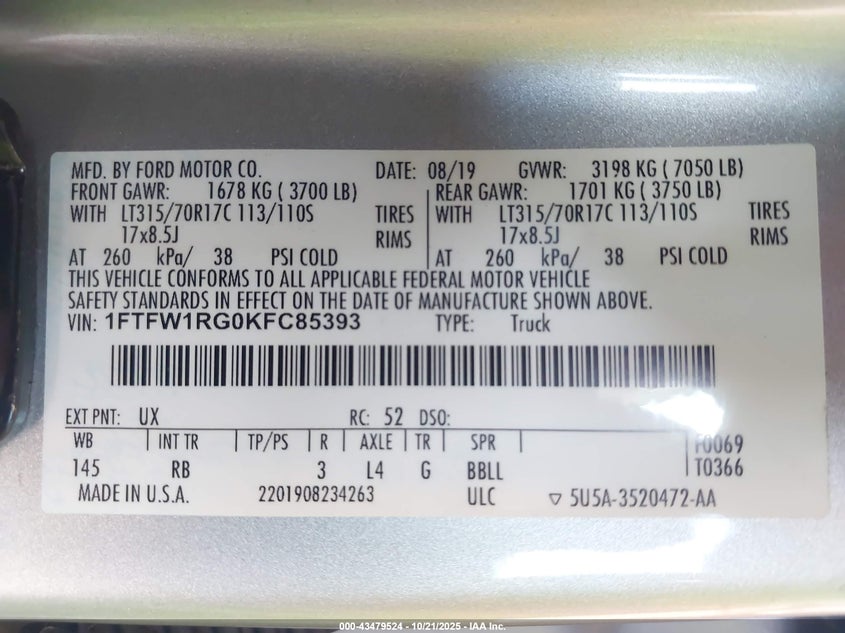 MFD. BY FORD MOTOR CO. DATE: 08/19 GVWR: 3198 KG ( 7050 LB)
FRONT GAWR: 1678 KG ( 3700 LB) REAR GAWR: 1701 KG ( 3750 LB)
WITH LT315/70R17C 113/110S TIRES WITH LT315/70R17C 113/110S TIRES
17x8.5J RIMS 17x8.5J RIMS
AT 260 kPa/ 38 PSI COLD AT 260 kPa/ 38 PSI COLD
THIS VEHICLE CONFORMS TO ALL APPLICABLE FEDERAL MOTOR VEHICLE
SAFETY STANDARDS IN EFFECT ON THE DATE OF MANUFACTURE SHOWN ABOVE.
VIN: 1FTFW1RG0KFC85393 TYPE: Truck
EXT PNT: UX RC: 52 DSO:
WB INT TR TP/PS R AXLE TR SPR F0069
145 RB 3 L4 G BBLL T0366
MADE IN U.S.A. 2201908234263 ULC ▽ 5U5A-3520472-AA
000-43479524 - 10/21/2025 - IAA Inc.